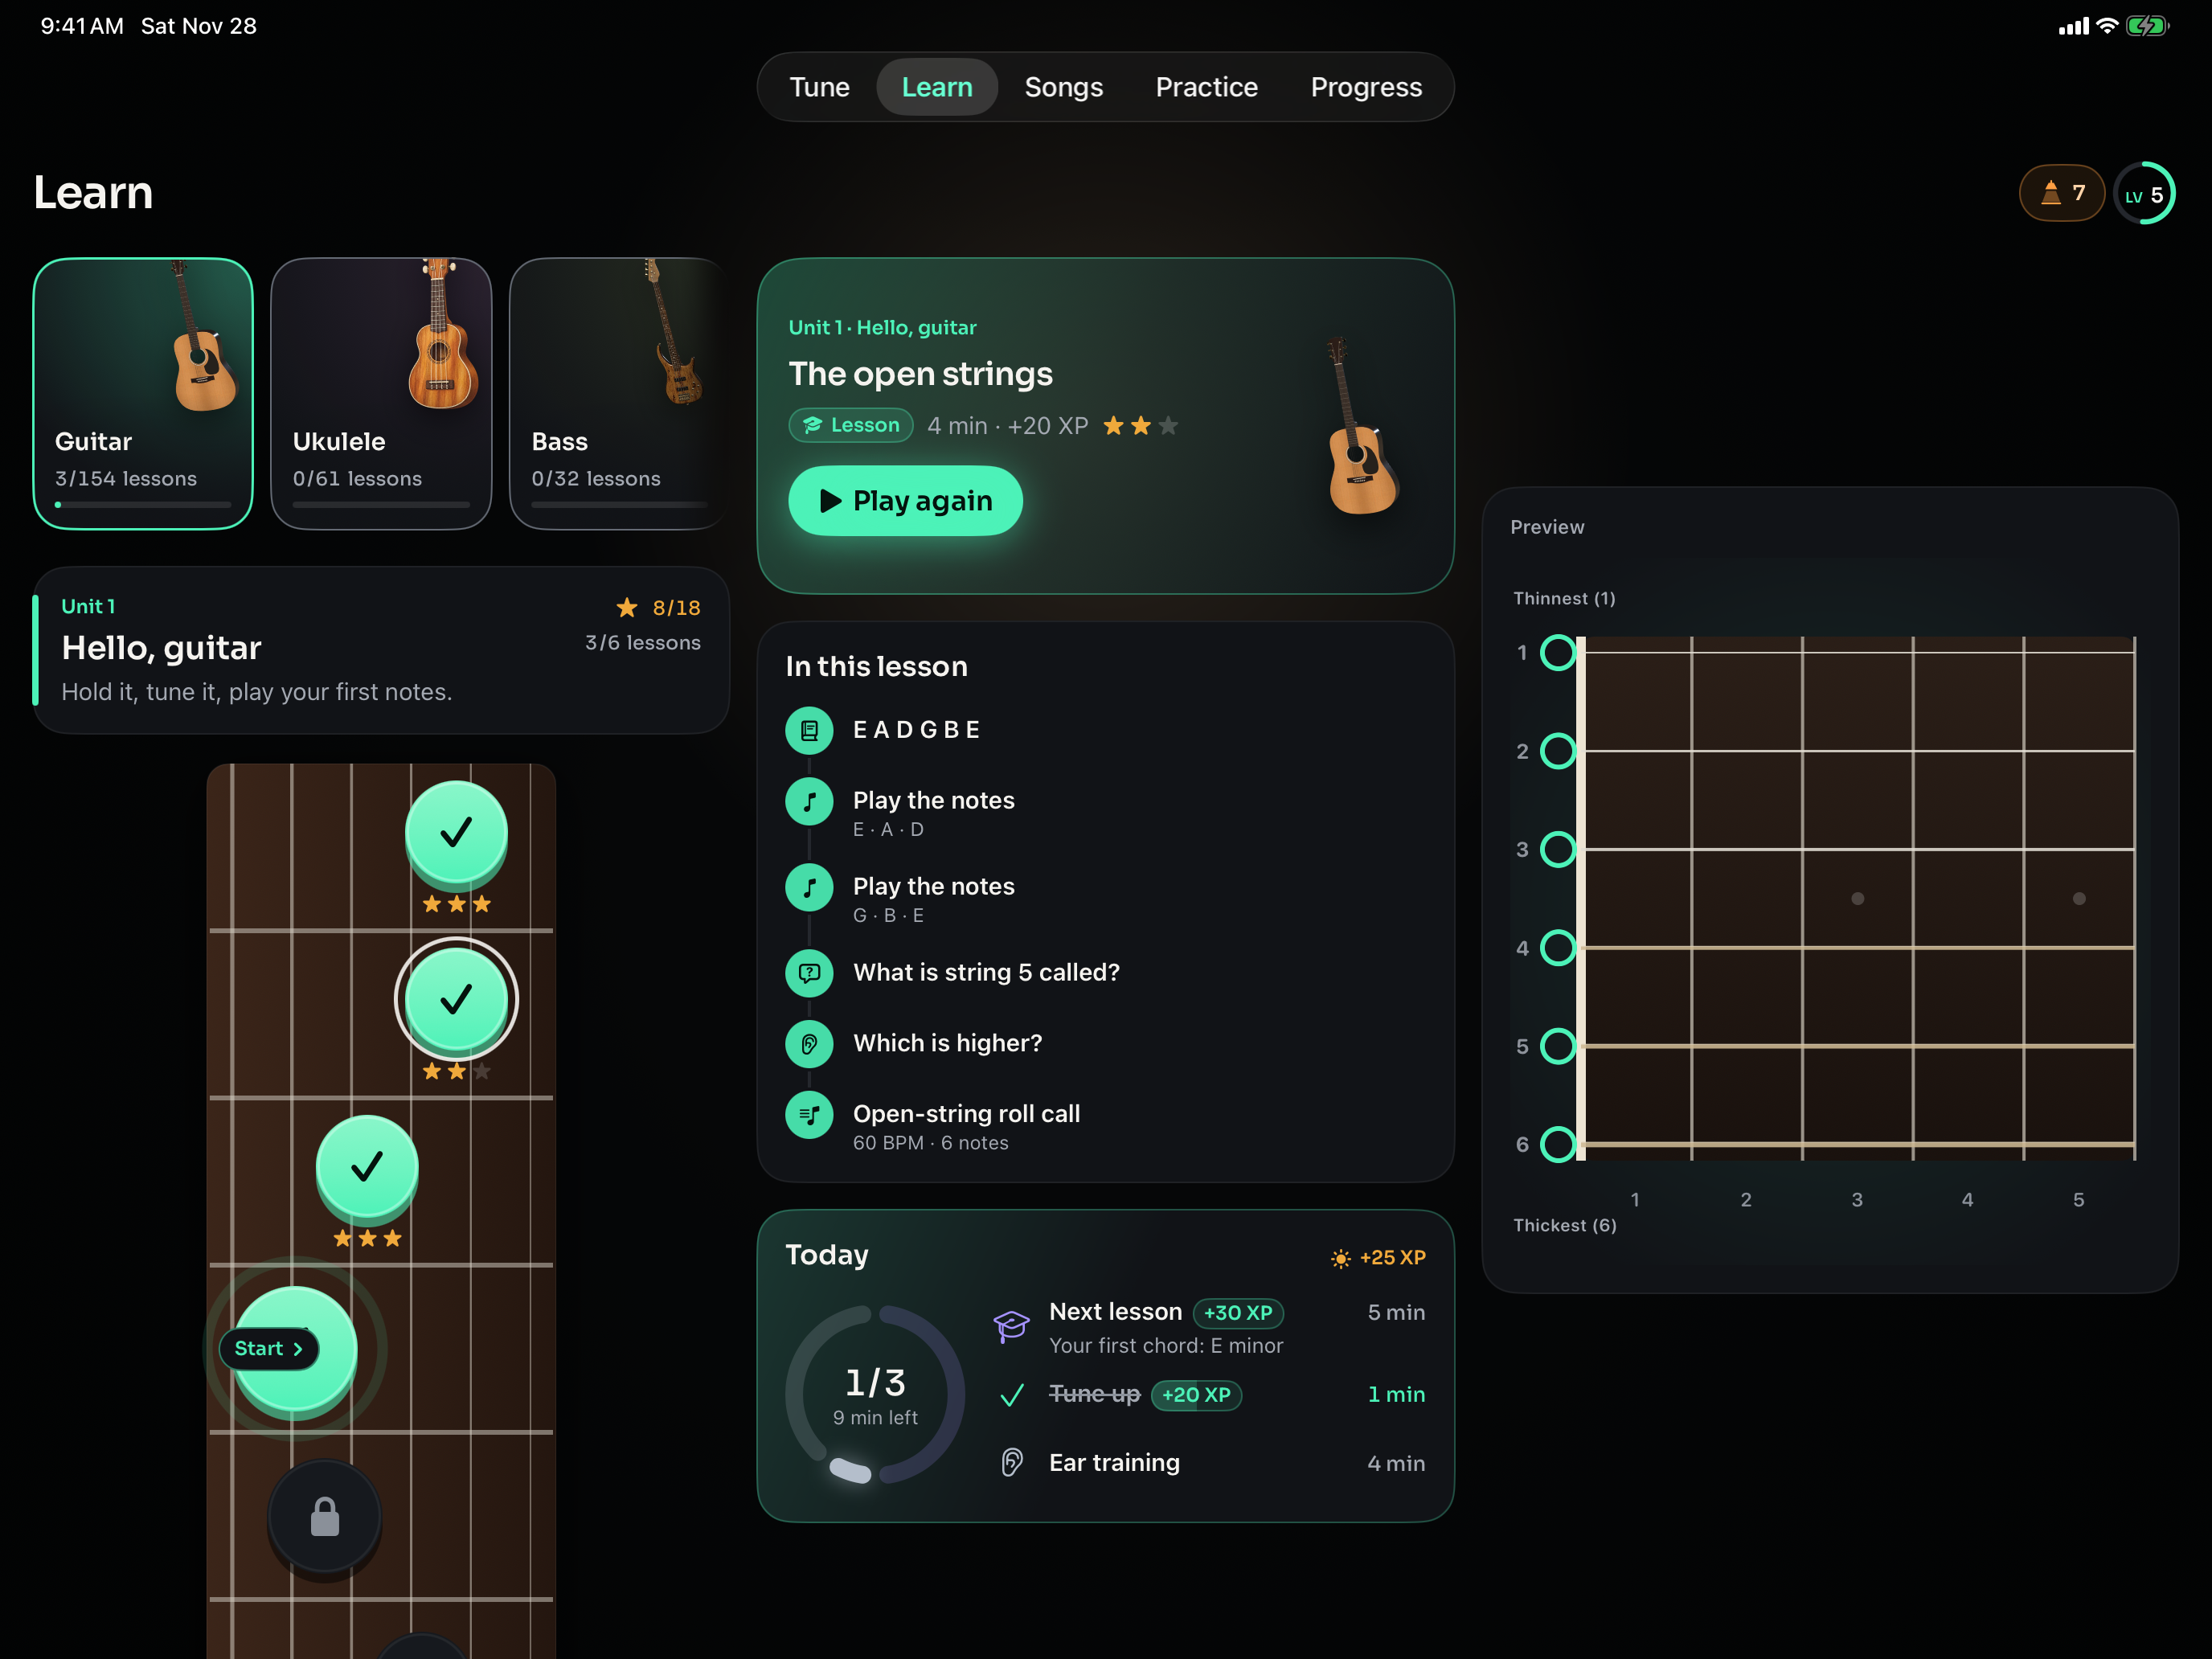 9:41 AM Sat Nov 28
Tune Learn Songs Practice Progress
Learn
7
LV 5
Guitar
3/154 lessons
Ukulele
0/61 lessons
Bass
0/32 lessons
Unit 1
8/18
Hello, guitar
3/6 lessons
Hold it, tune it, play your first notes.
Start
Unit 1 · Hello, guitar
The open strings
Lesson 4 min · +20 XP
Play again
In this lesson
E A D G B E
Play the notes
E · A · D
Play the notes
G · B · E
What is string 5 called?
Which is higher?
Open-string roll call
60 BPM · 6 notes
Today
+25 XP
1/3
9 min left
Next lesson +30 XP 5 min
Your first chord: E minor
Tune up +20 XP 1 min
Ear training 4 min
Preview
Thinnest (1)
1
2
3
4
5
6
1 2 3 4 5
Thickest (6)